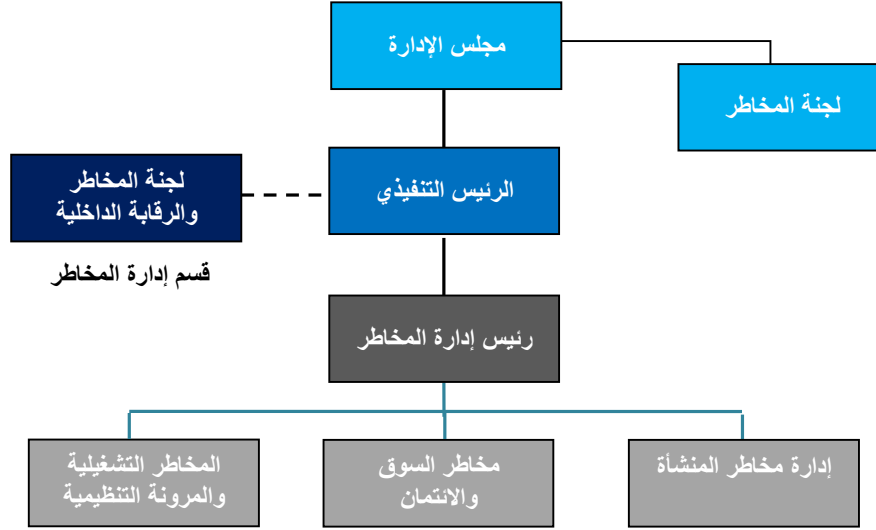 مجلس الإدارة
لجنة المخاطر
الرئيس التنفيذي
لجنة المخاطر
والرقابة الداخلية
قسم إدارة المخاطر
رئيس إدارة المخاطر
إدارة مخاطر المنشأة
مخاطر السوق
والائتمان
المخاطر التشغيلية
والمرونة التنظيمية